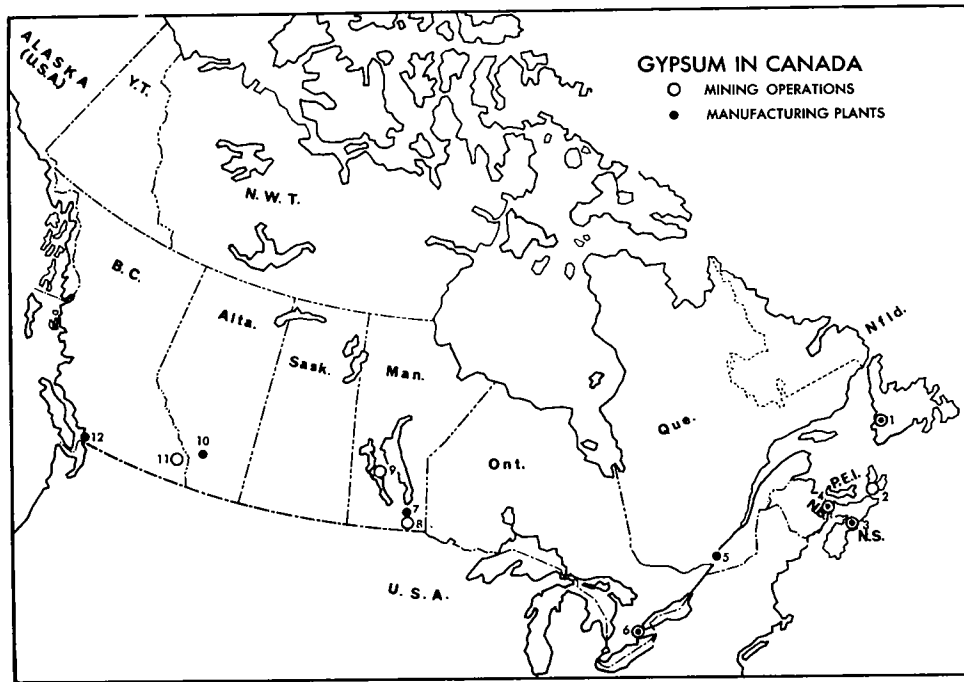 ALASKA
(U.S.A.)
Y.T.
GYPSUM IN CANADA
MINING OPERATIONS
MANUFACTURING PLANTS
N.W.T.
B.C.
Alta.
Sask.
Man.
Nfld.
Que.
Ont.
1
12
10
11
9
P.E.I.
2
4
N.B.
3
N.S.
7
8
5
U.S.A.
6